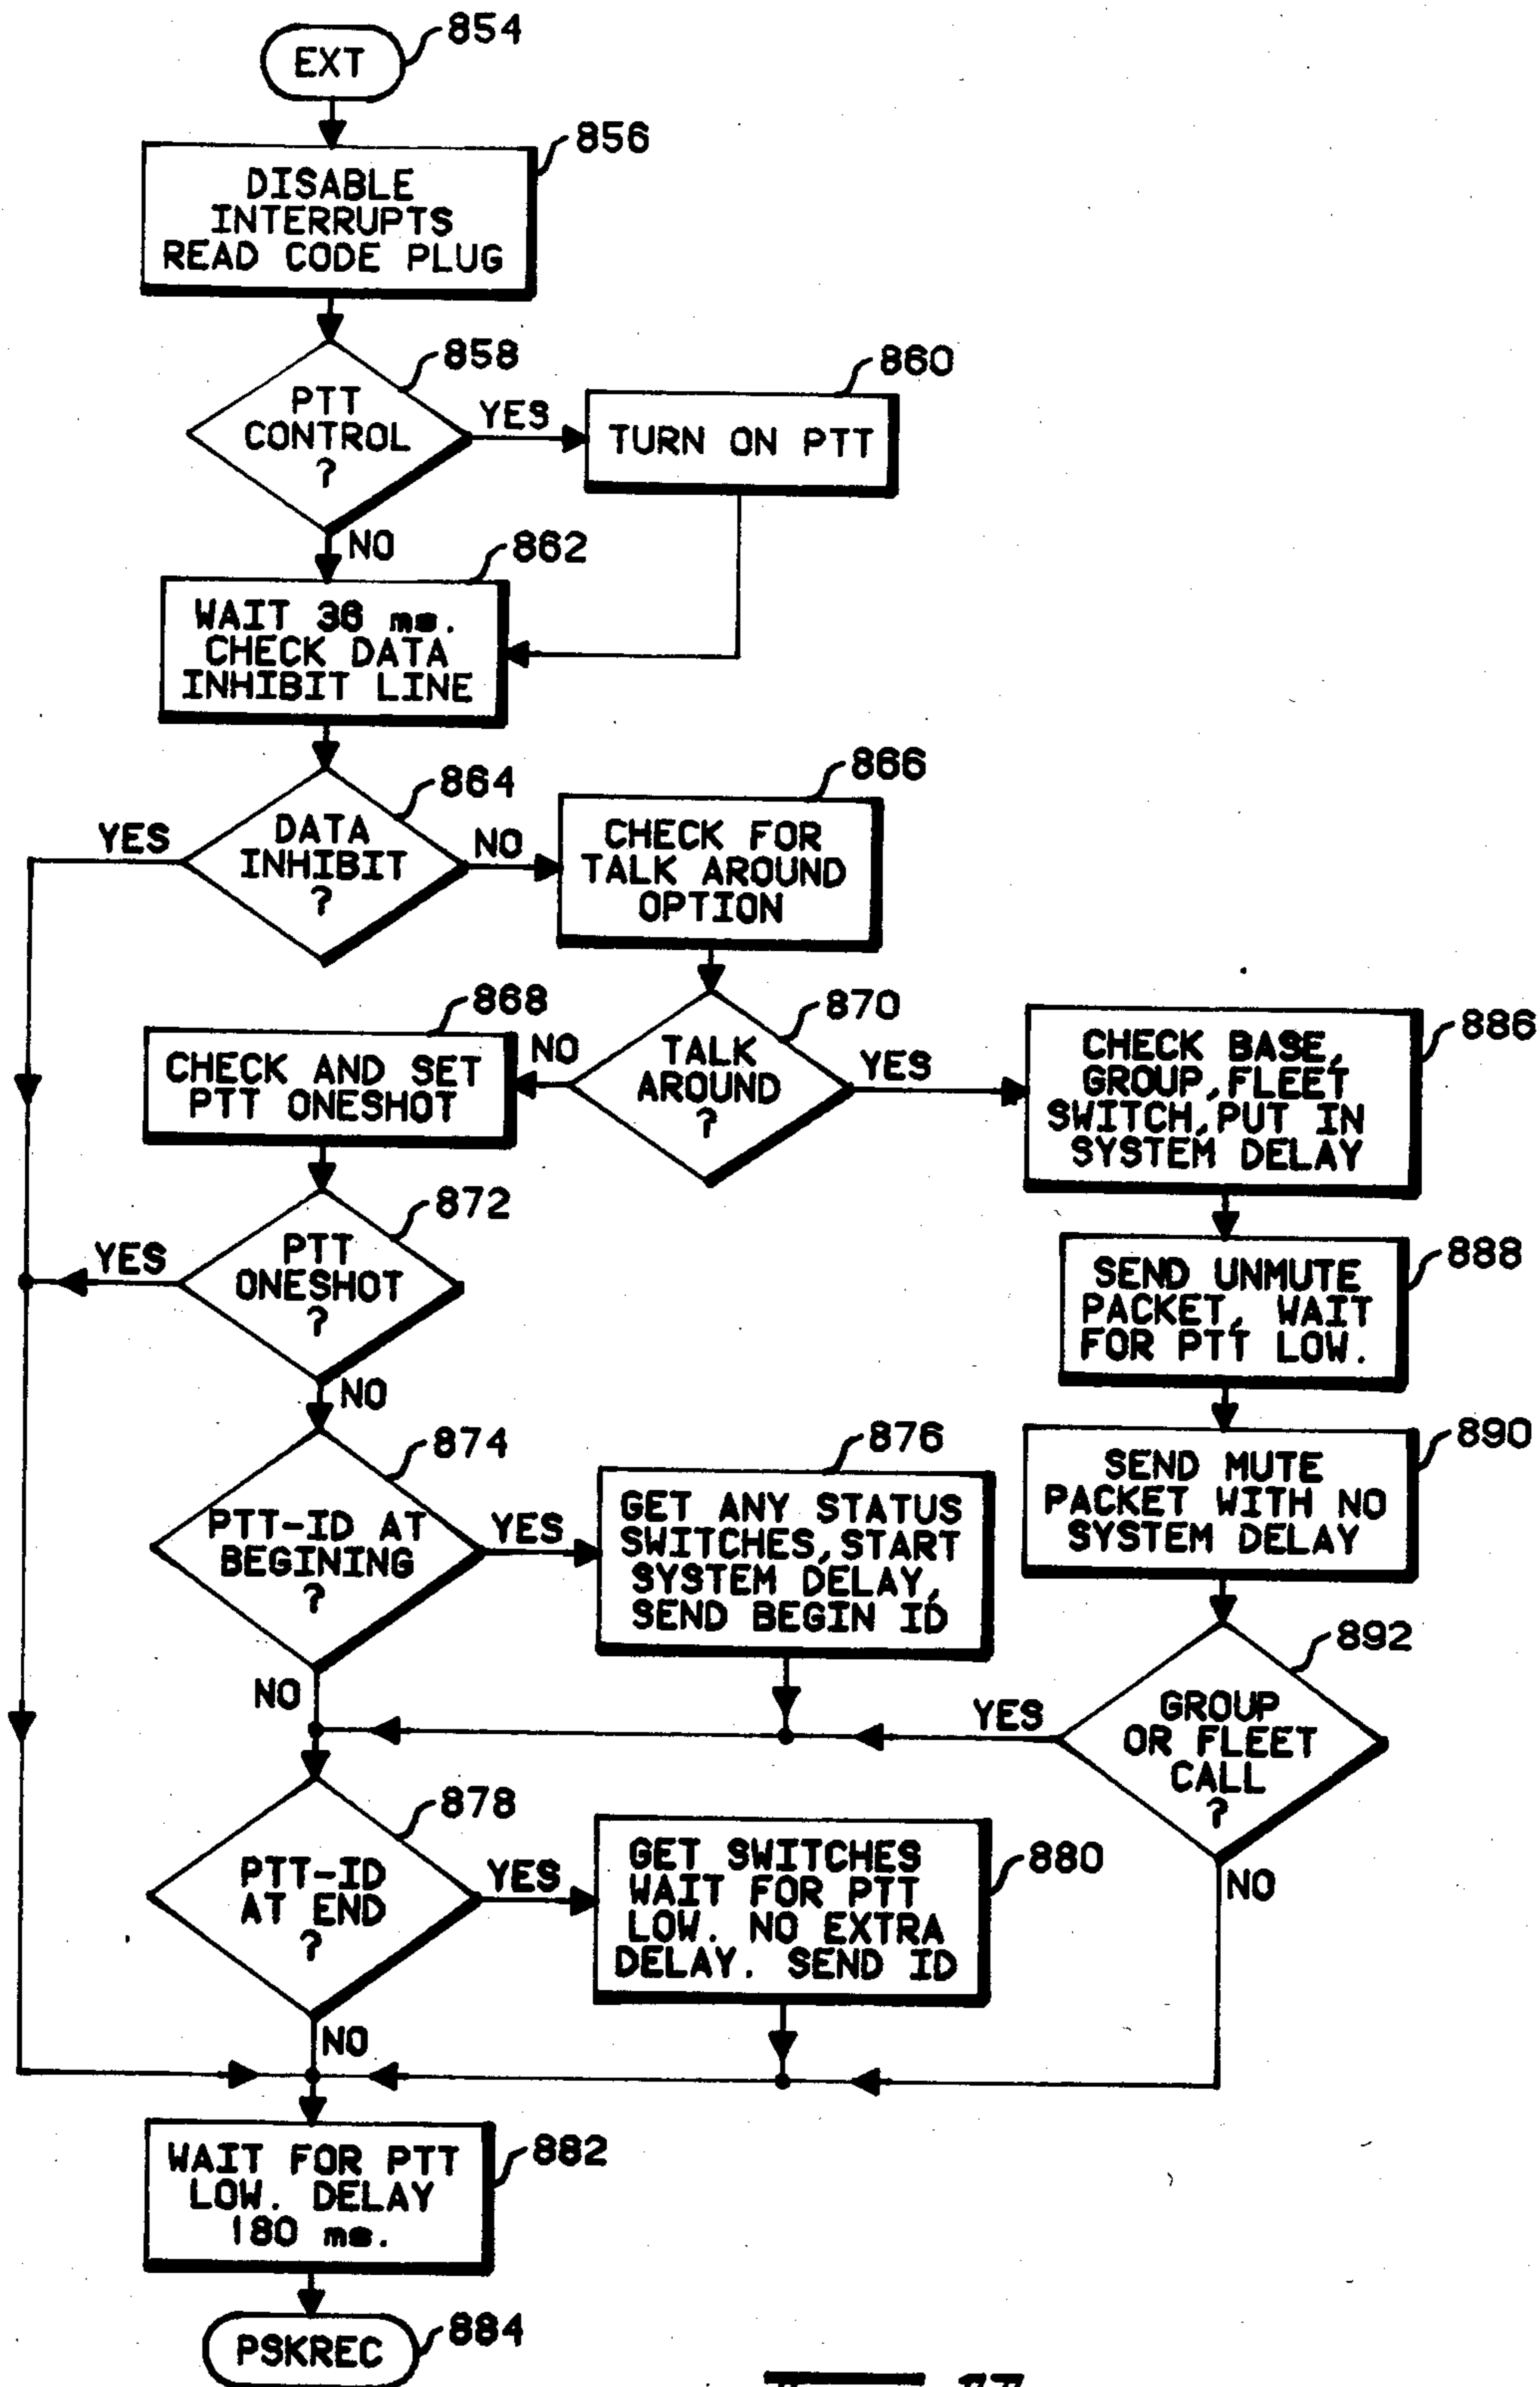 854
EXT
856
DISABLE
INTERRUPTS
READ CODE PLUG
858
PTT
CONTROL
?
YES
860
TURN ON PTT
NO
862
WAIT 36 ms.
CHECK DATA
INHIBIT LINE
864
DATA
INHIBIT
?
YES
NO
866
CHECK FOR
TALK AROUND
OPTION
868
CHECK AND SET
PTT ONESHOT
NO
870
TALK
AROUND
?
YES
886
CHECK BASE,
GROUP,FLEET
SWITCH,PUT IN
SYSTEM DELAY
872
PTT
ONESHOT
?
YES
NO
888
SEND UNMUTE
PACKET, WAIT
FOR PTT LOW.
874
PTT-ID AT
BEGINING
?
YES
NO
876
GET ANY STATUS
SWITCHES,START
SYSTEM DELAY,
SEND BEGIN ID
890
SEND MUTE
PACKET WITH NO
SYSTEM DELAY
892
GROUP
OR FLEET
CALL
?
YES
NO
878
PTT-ID
AT END
?
YES
NO
880
GET SWITCHES
WAIT FOR PTT
LOW. NO EXTRA
DELAY. SEND ID
882
WAIT FOR PTT
LOW. DELAY
180 ms.
PSKREC
884